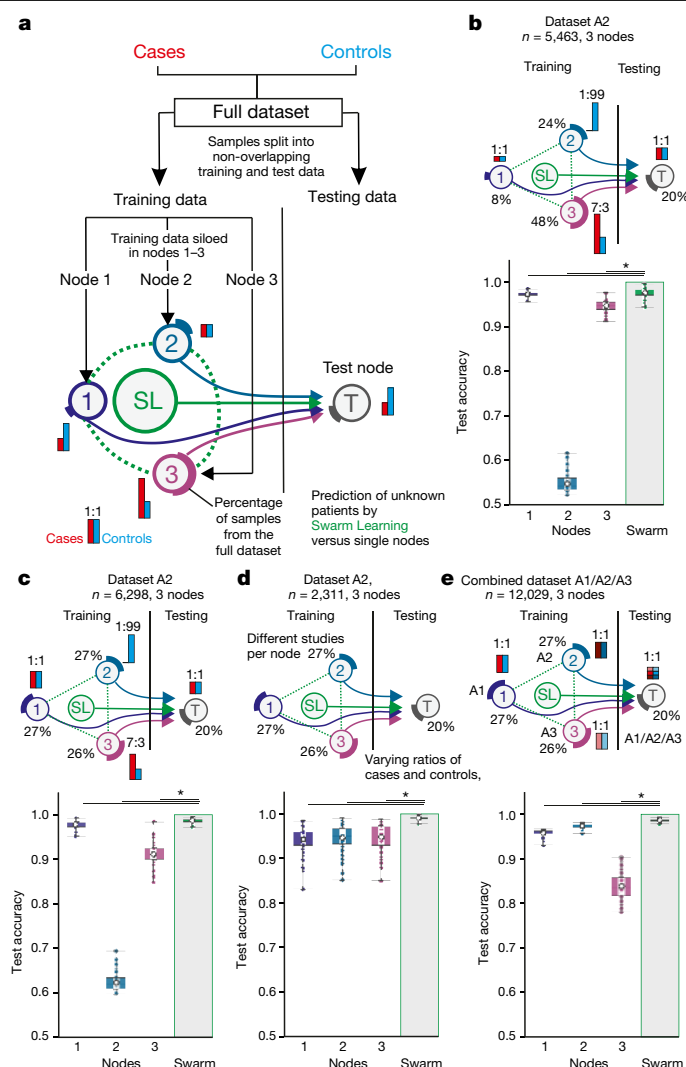 a
Cases
Controls
Full dataset
Samples split into
non-overlapping
training and test data
Training data
Testing data
Training data siloed
in nodes 1–3
Node 1
Node 2
Node 3
2
1
SL
3
Test node
T
1:1
Cases
Controls
Percentage
of samples
from the
full dataset
Prediction of unknown
patients by
Swarm Learning
versus single nodes
b
Dataset A2
n = 5,463, 3 nodes
Training
Testing
1:99
24%
2
1:1
1
8%
SL
48%
3
7:3
1:1
T
20%
*
Test accuracy
1.0
0.9
0.8
0.7
0.6
0.5
1
2
3
Nodes
Swarm
c
Dataset A2
n = 6,298, 3 nodes
Training
Testing
1:99
27%
2
1:1
1
27%
SL
26%
3
7:3
1:1
T
20%
*
Test accuracy
1.0
0.9
0.8
0.7
0.6
0.5
1
2
3
Nodes
Swarm
d
Dataset A2,
n = 2,311, 3 nodes
Training
Testing
Different studies
per node
27%
2
1
27%
SL
26%
3
T
20%
Varying ratios of
cases and controls,
*
Test accuracy
1.0
0.9
0.8
0.7
0.6
0.5
1
2
3
Nodes
Swarm
e
Combined dataset A1/A2/A3
n = 12,029, 3 nodes
Training
Testing
27%
A2
2
1:1
1:1
A1
1
27%
SL
A3
26%
3
1:1
1:1
T
20%
A1/A2/A3
*
Test accuracy
1.0
0.9
0.8
0.7
0.6
0.5
1
2
3
Nodes
Swarm